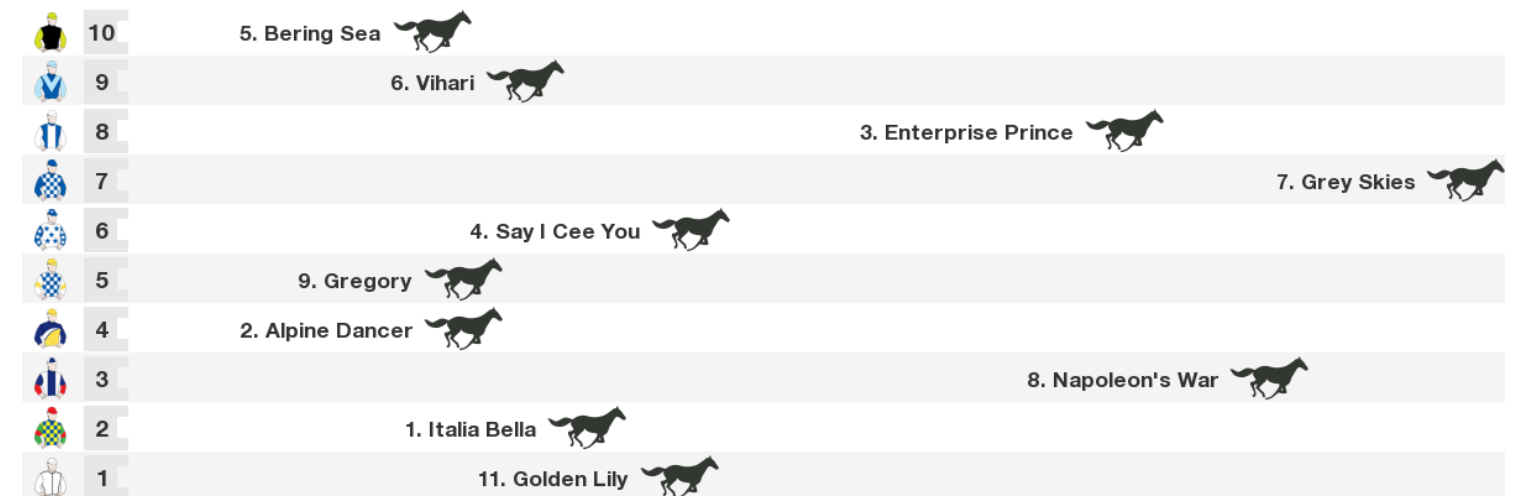 10 5. Bering Sea
9 6. Vihari
8 3. Enterprise Prince
7 7. Grey Skies
6 4. Say I Cee You
5 9. Gregory
4 2. Alpine Dancer
3 8. Napoleon's War
2 1. Italia Bella
1 11. Golden Lily